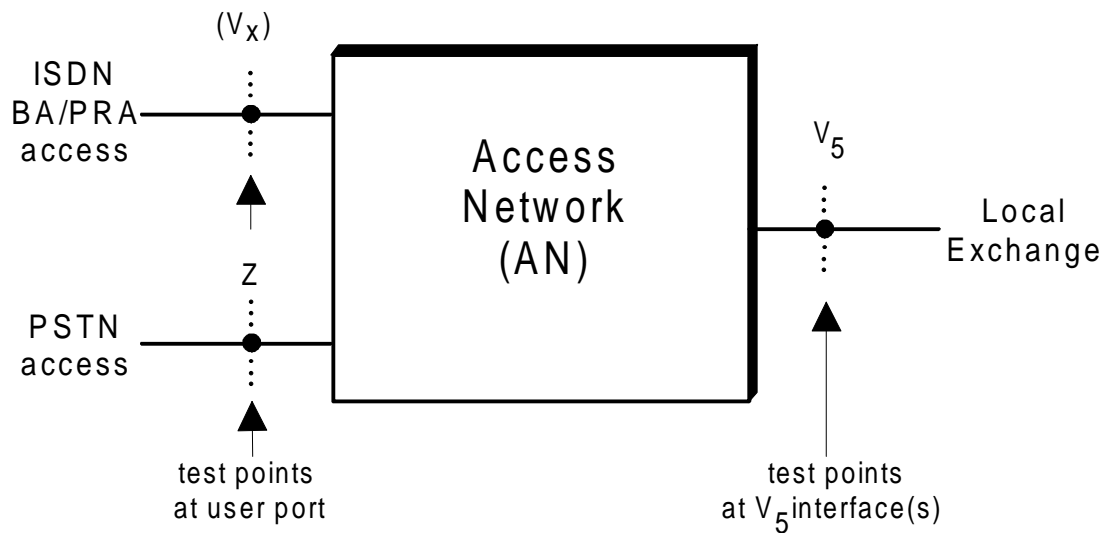 (Vx)
ISDN
BA/PRA
access
Access
Network
(AN)
V5
Local
Exchange
Z
PSTN
access
test points
at user port
test points
at V5 interface(s)